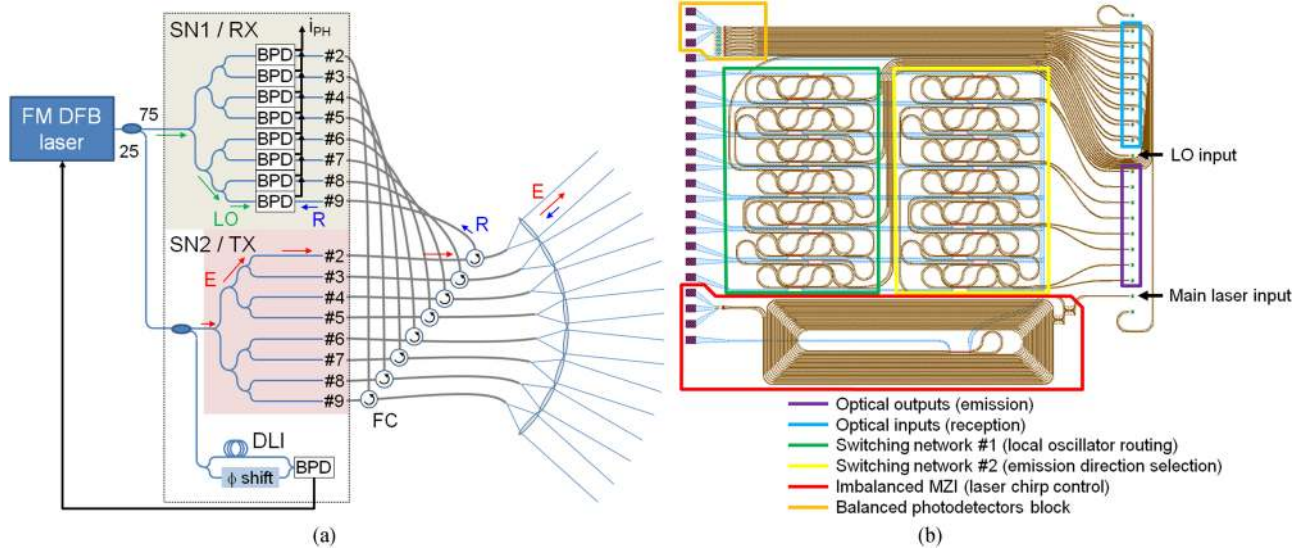 SN1 / RX
iPH
BPD #2
BPD #3
BPD #4
BPD #5
BPD #6
BPD #7
BPD #8
BPD #9
FM DFB
laser
75
25
LO
R
SN2 / TX
E
#2
#3
#4
#5
#6
#7
#8
#9
R
E
FC
DLI
ϕ shift
BPD
(a)
LO input
Main laser input
Optical outputs (emission)
Optical inputs (reception)
Switching network #1 (local oscillator routing)
Switching network #2 (emission direction selection)
Imbalanced MZI (laser chirp control)
Balanced photodetectors block
(b)